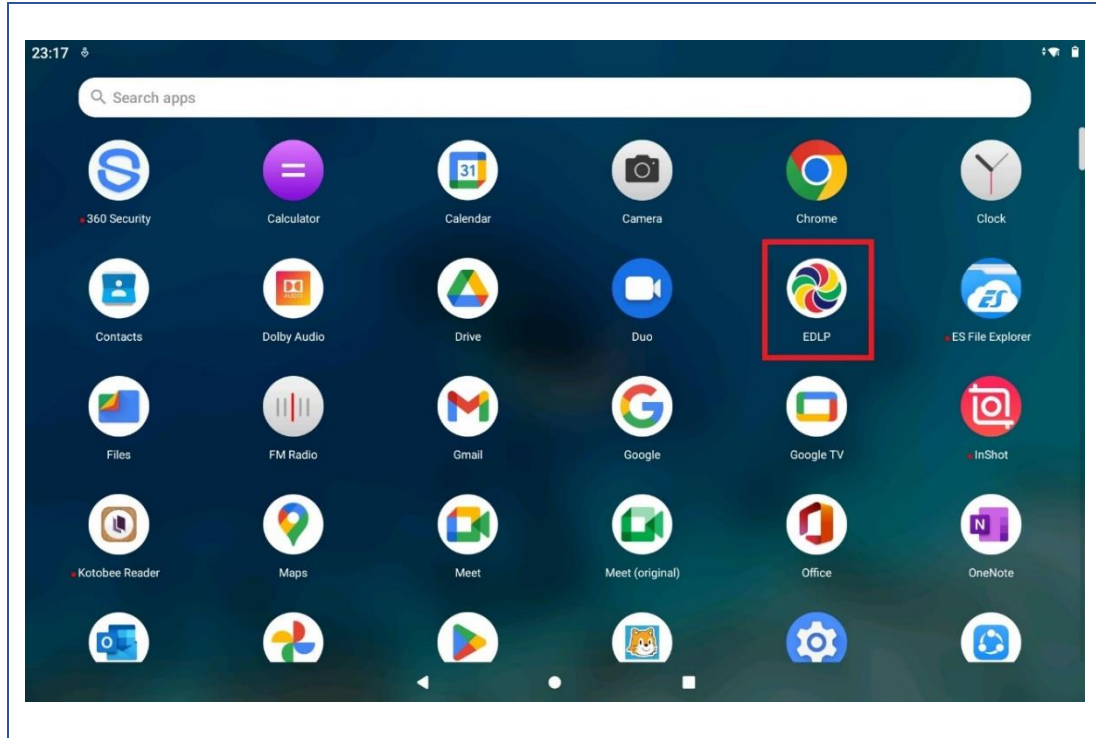 23:17
Search apps
31
360 Security
Calculator
Calendar
Camera
Chrome
Clock
AUDIO
ES
Contacts
Dolby Audio
Drive
Duo
EDLP
ES File Explorer
Files
FM Radio
Gmail
Google
Google TV
InShot
N
Kotobee Reader
Maps
Meet
Meet (original)
Office
OneNote
O